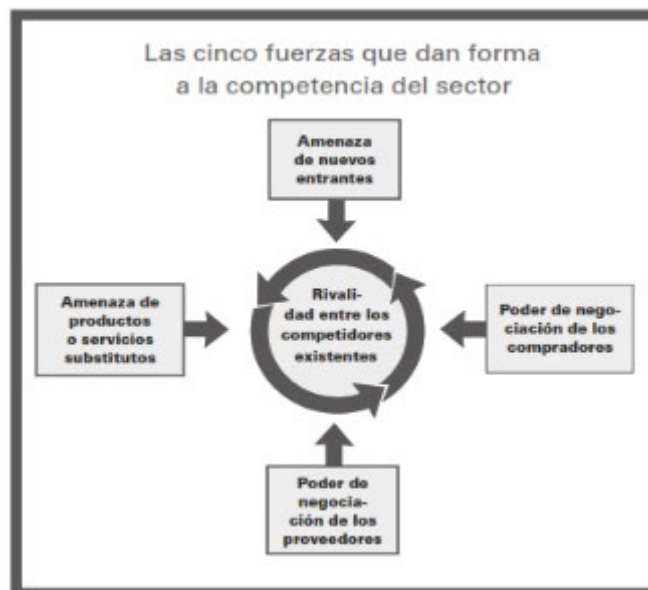 Las cinco fuerzas que dan forma
a la competencia del sector
Amenaza
de nuevos
entrantes
Amenaza de
productos
o servicios
substitutos
Rivali-
dad entre los
competidores
existentes
Poder de nego-
ciación de los
compradores
Poder de
negocia-
ción de los
proveedores